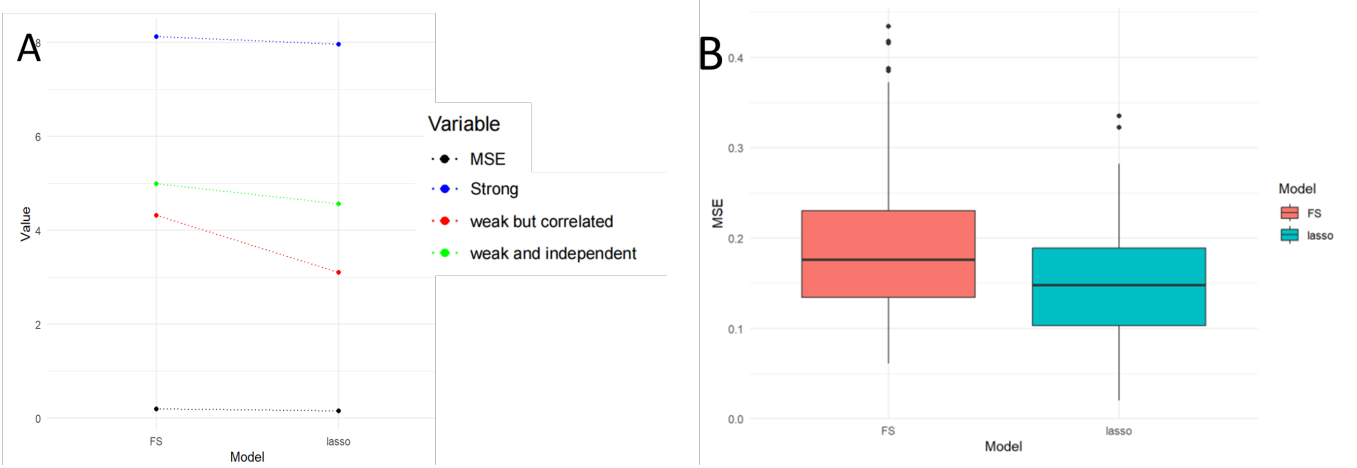 A
8
6
4
2
0
Value
FS
lasso
Model
Variable
MSE
Strong
weak but correlated
weak and independent
B
0.4
0.3
0.2
0.1
0.0
MSE
FS
lasso
Model
Model
FS
lasso